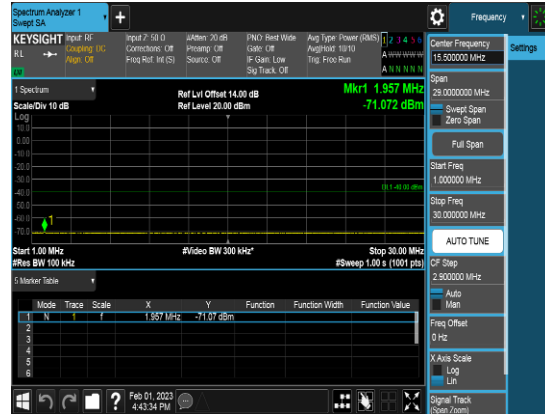 Spectrum Analyzer 1
Swept SA
+
Frequency
KEYSIGHT
RL
Input: RF
Coupling: DC
Align: Off
Input Z: 50 Ω
Corrections: Off
Freq Ref: Int (S)
#Atten: 20 dB
Preamp: Off
Source: Off
PNO: Best Wide
Gate: Off
IF Gain: Low
Sig Track: Off
Avg Type: Power (RMS)
Avg|Hold: 10/10
Trig: Free Run
1 2 3 4 5 6
A W W W W W
A N N N N N
LNI
1 Spectrum
Scale/Div 10 dB
Ref Lvl Offset 14.00 dB
Ref Level 20.00 dBm
Mkr1 1.957 MHz
-71.072 dBm
Log
10.0
0.00
-10.0
-20.0
-30.0
-40.0
-50.0
-60.0
-70.0
DL1 -40.00 dBm
1
Start 1.00 MHz
#Video BW 300 kHz*
Stop 30.00 MHz
#Res BW 100 kHz
#Sweep 1.00 s (1001 pts)
5 Marker Table
Mode Trace Scale X Y Function Function Width Function Value
1 N 1 f 1.957 MHz -71.07 dBm
2
3
4
5
6
Feb 01, 2023
4:43:34 PM
Center Frequency
15.500000 MHz
Settings
Span
29.0000000 MHz
Swept Span
Zero Span
Full Span
Start Freq
1.000000 MHz
Stop Freq
30.000000 MHz
AUTO TUNE
CF Step
2.900000 MHz
Auto
Man
Freq Offset
0 Hz
X Axis Scale
Log
Lin
Signal Track
(Span Zoom)